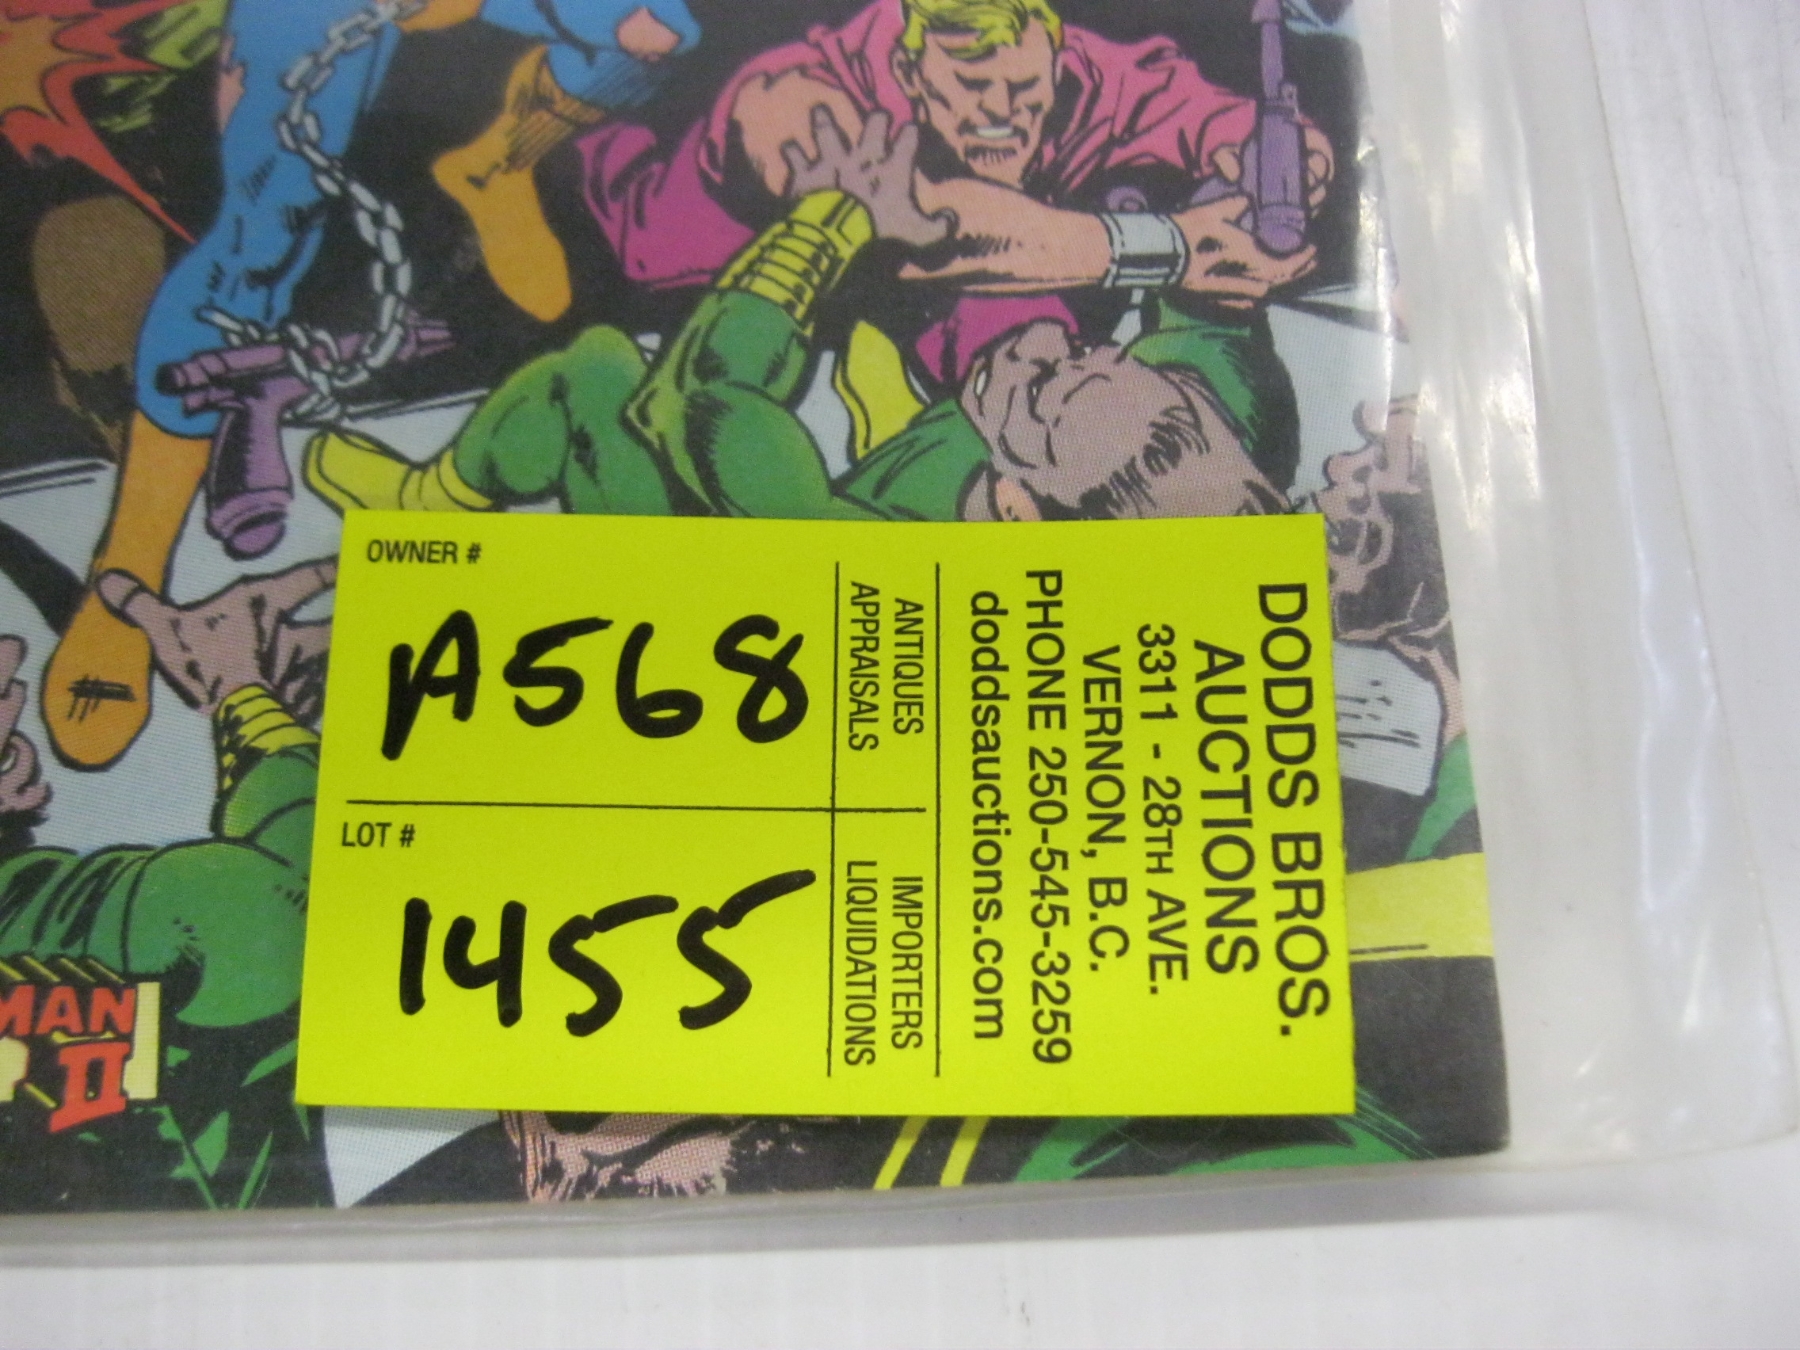 OWNER #
A568
LOT #
1455
ANTIQUES
APPRAISALS
IMPORTERS
LIQUIDATIONS
DODDS BROS.
AUCTIONS
3311 - 28TH AVE.
VERNON, B.C.
PHONE 250-545-3259
doddsauctions.com
MAN
II